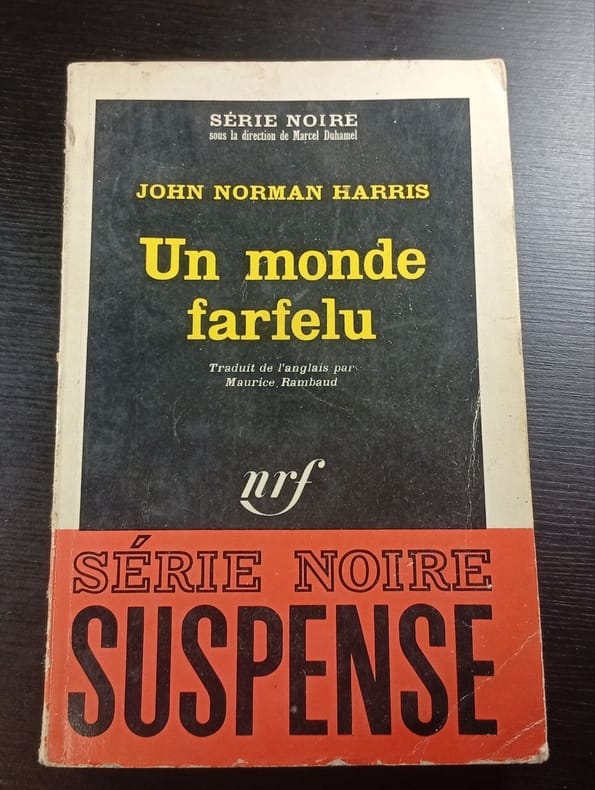 SÉRIE NOIRE
sous la direction de Marcel Duhamel
JOHN NORMAN HARRIS
Un monde
farfelu
Traduit de l'anglais par
Maurice Rambaud
nrf
SÉRIE NOIRE
SUSPENSE